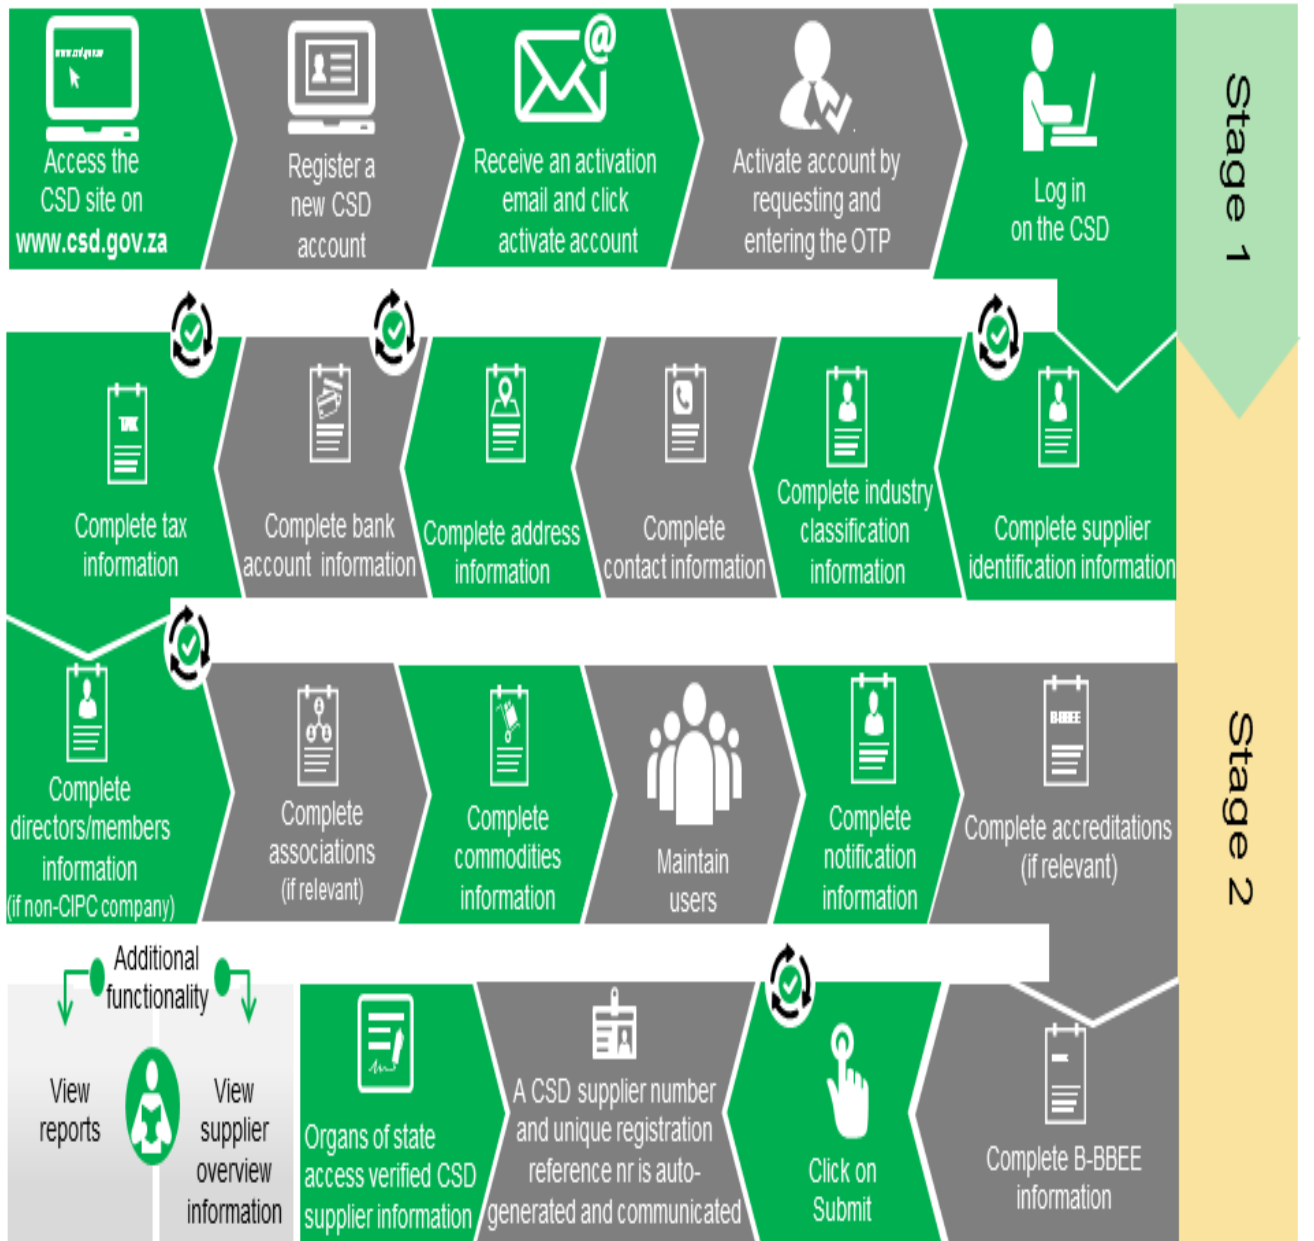 www.csd.gov.za
Access the
CSD site on
www.csd.gov.za
Register a
new CSD
account
@
Receive an activation
email and click
activate account
Activate account by
requesting and
entering the OTP
Log in
on the CSD
Stage 1
Complete supplier
identification information
Complete industry
classification
information
Complete
contact information
Complete address
information
Complete bank
account information
TAX
Complete tax
information
Stage 2
Complete
directors/members
information
(if non-CIPC company)
Complete
associations
(if relevant)
Complete
commodities
information
Maintain
users
Complete
notification
information
B-BBEE
Complete accreditations
(if relevant)
Complete B-BBEE
information
Click on
Submit
A CSD supplier number
and unique registration
reference nr is auto-
generated and communicated
Organs of state
access verified CSD
supplier information
Additional
functionality
View
reports
View
supplier
overview
information